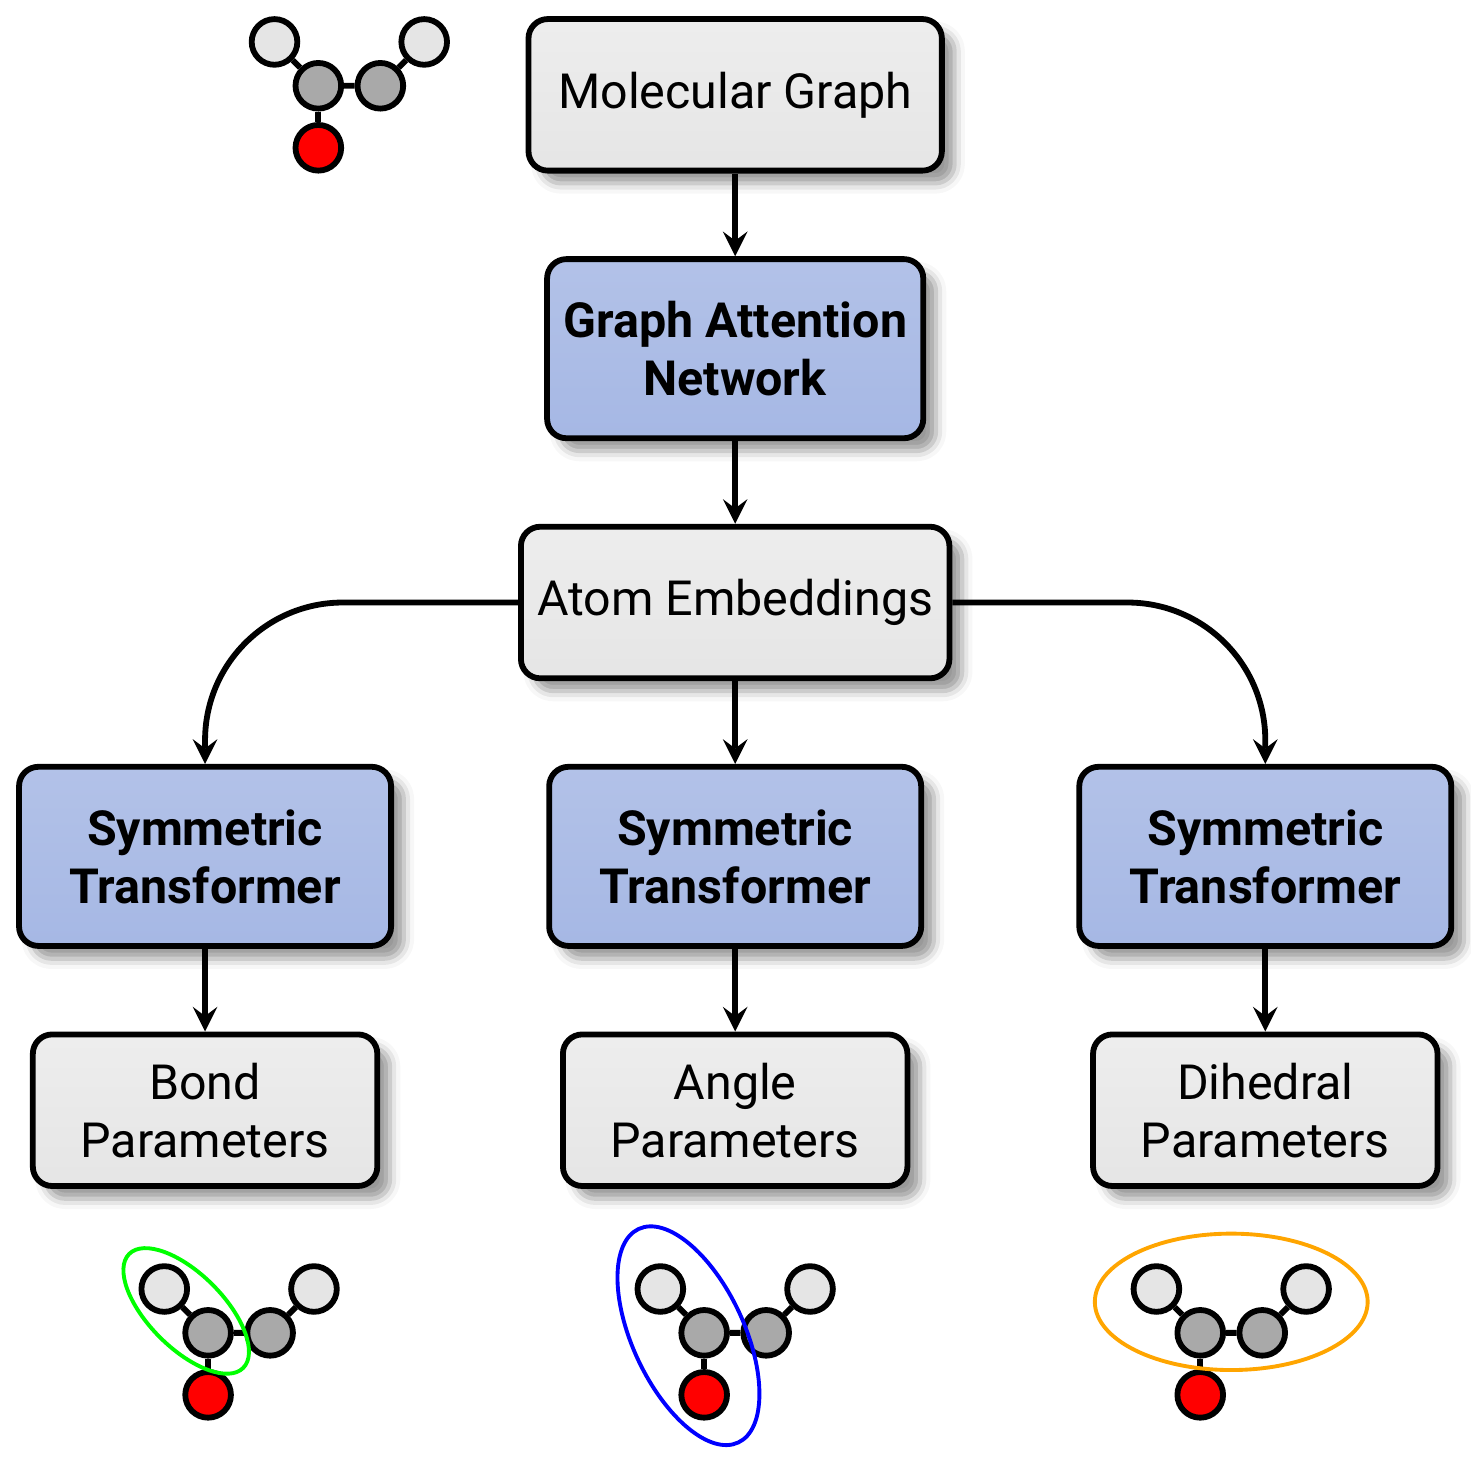 Molecular Graph
Graph Attention
Network
Atom Embeddings
Symmetric
Transformer
Symmetric
Transformer
Symmetric
Transformer
Bond
Parameters
Angle
Parameters
Dihedral
Parameters